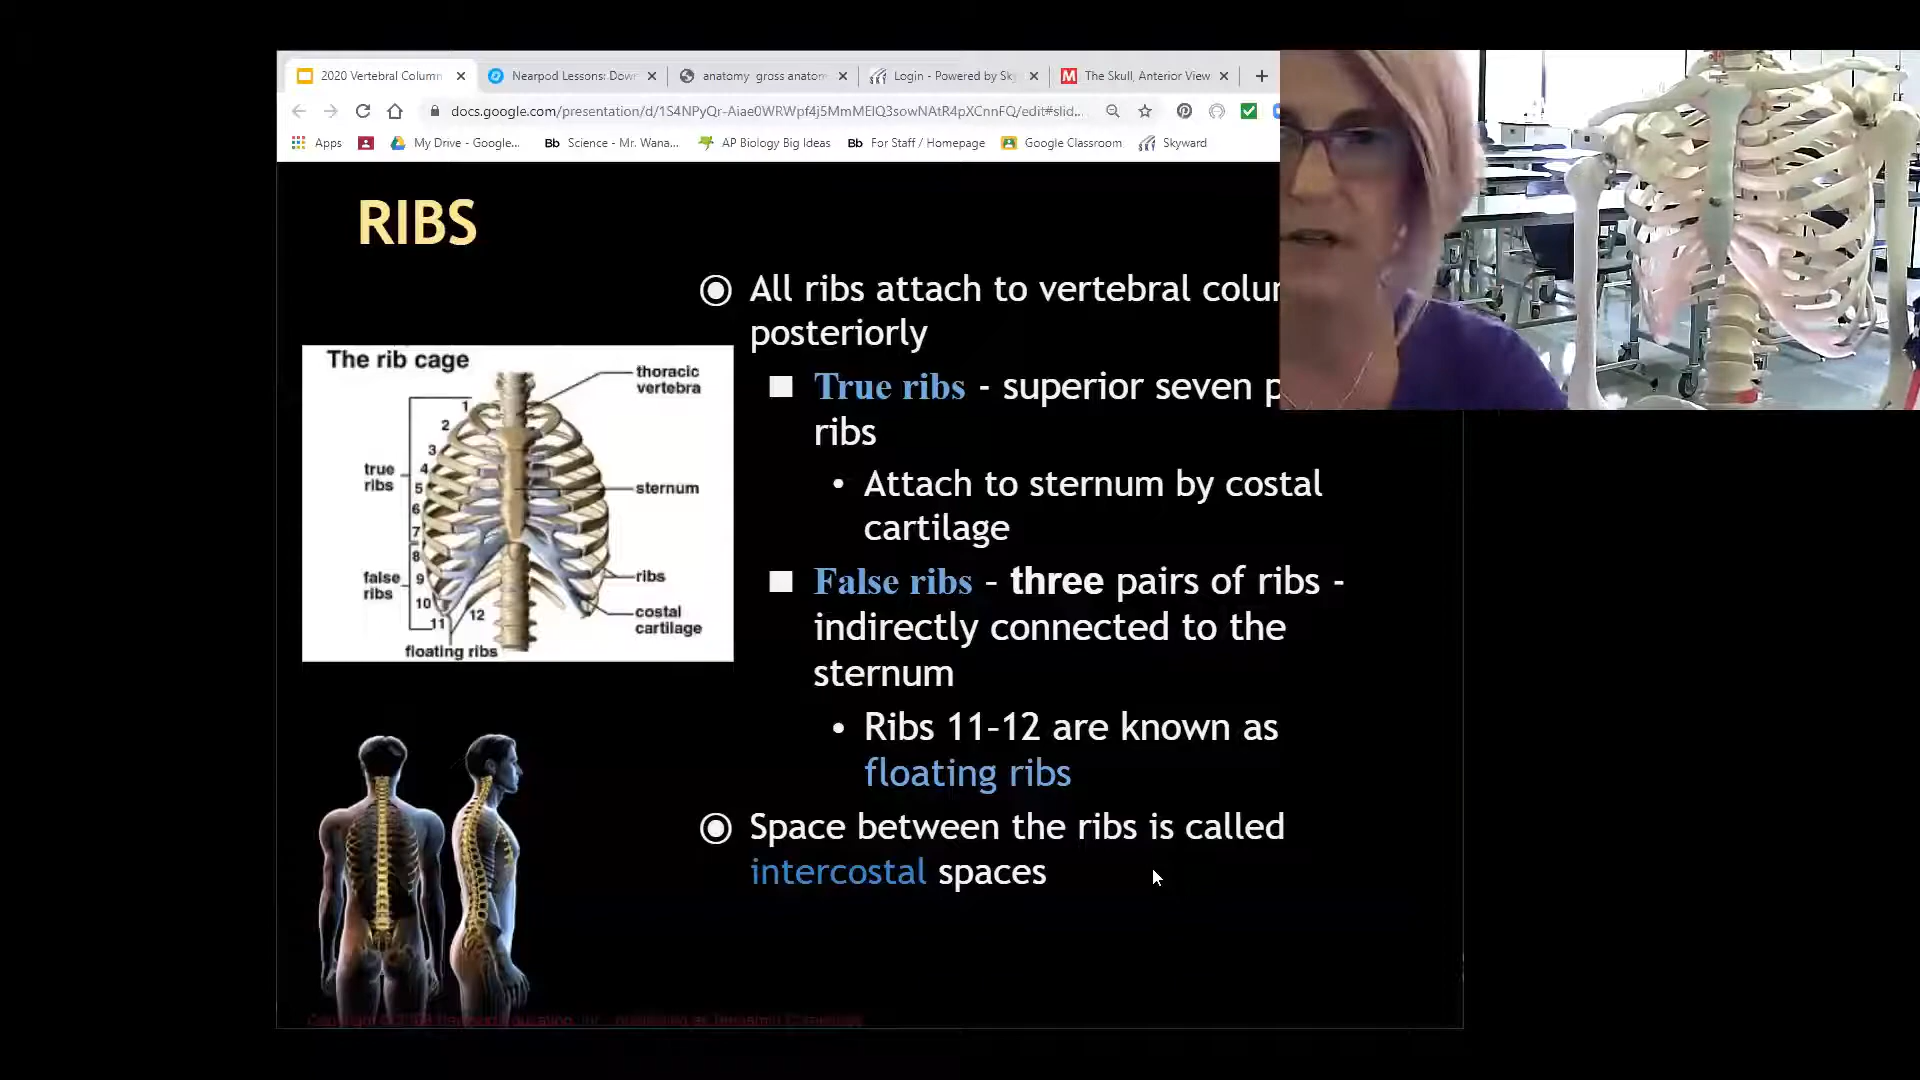 2020 Vertebral Column
Nearpod Lessons: Down
anatomy gross anatom
Login - Powered by Sky
The Skull, Anterior View
docs.google.com/presentation/d/1S4NPyQr-Aiae0WRWpf4j5MmMElQ3sowNAtR4pXCnnFQ/edit#slid...
Apps
My Drive - Google...
Bb Science - Mr. Wana...
AP Biology Big Ideas
Bb For Staff / Homepage
Google Classroom
Skyward
RIBS
All ribs attach to vertebral colu
posteriorly
True ribs - superior seven p
ribs
• Attach to sternum by costal
cartilage
False ribs – three pairs of ribs -
indirectly connected to the
sternum
• Ribs 11–12 are known as
floating ribs
Space between the ribs is called
intercostal spaces
The rib cage
thoracic
vertebra
1
2
3
4
5
6
7
8
9
10
11
12
true
ribs
sternum
false
ribs
ribs
costal
cartilage
floating ribs